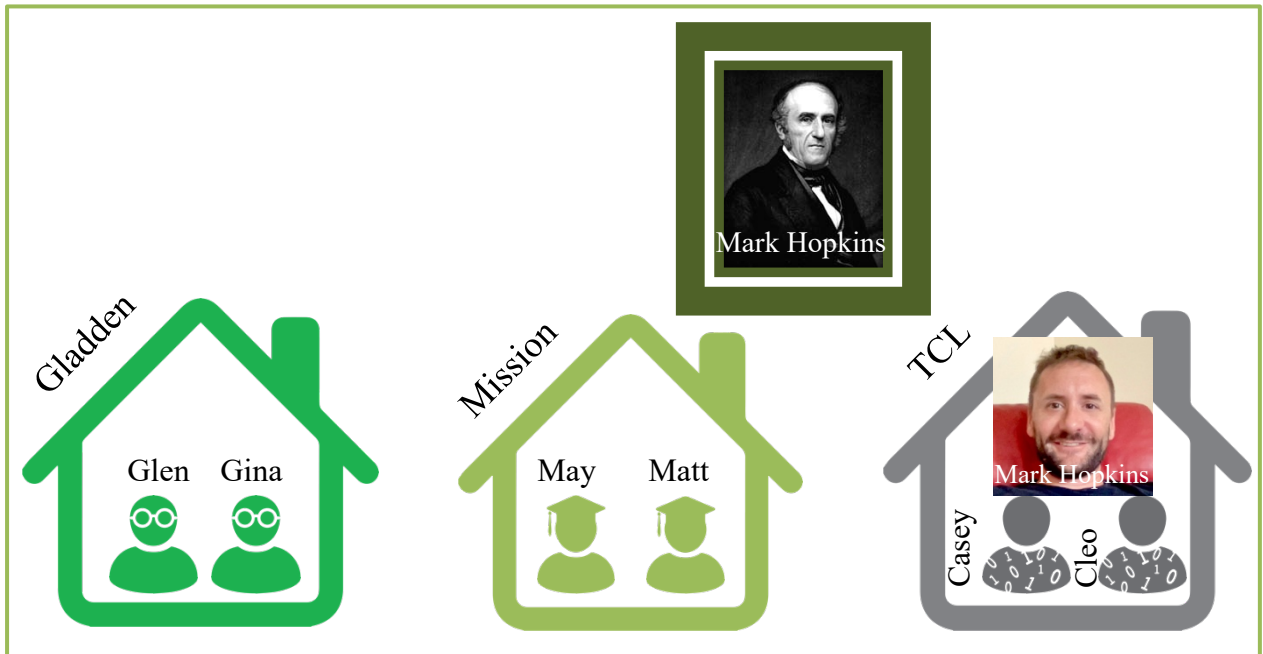 Mark Hopkins
Gladden
Glen Gina
Mission
May Matt
TCL
Mark Hopkins
Casey
Cleo